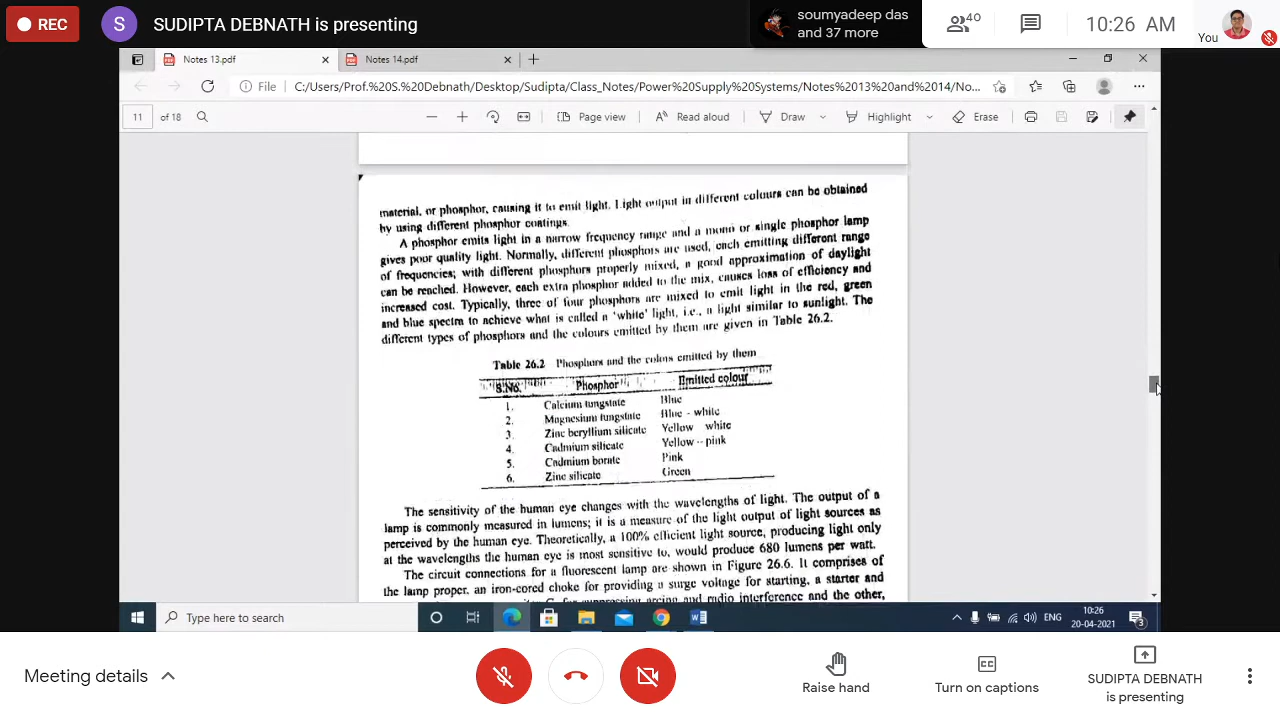 REC
S
SUDIPTA DEBNATH is presenting
soumyadeep das
and 37 more
40
10:26 AM
You
Notes 13.pdf
Notes 14.pdf
File
C:/Users/Prof.%20S.%20Debnath/Desktop/Sudipta/Class_Notes/Power%20Supply%20Systems/Notes%2013%20and%2014/No...
11 of 18
Page view
Read aloud
Draw
Highlight
Erase
material, or phosphor, causing it to emit light. Light output in different colours can be obtained
by using different phosphor coatings.
A phosphor emits light in a narrow frequency range and a mono or single phosphor lamp
gives poor quality light. Normally, different phosphors are used, each emitting different range
of frequencies; with different phosphors properly mixed, a good approximation of daylight
can be reached. However, each extra phosphor added to the mix, causes loss of efficiency and
increased cost. Typically, three of four phosphors are mixed to emit light in the red, green
and blue spectra to achieve what is called a 'white' light, i.e., a light similar to sunlight. The
different types of phosphors and the colours emitted by them are given in Table 26.2.
Table 26.2 Phosphors and the colous emitted by them
S.No. Phosphor Emitted colour
1. Calcium tungstate Blue
2. Magnesium tungstate Blue - white
3. Zinc beryllium silicate Yellow white
4. Cadmium silicate Yellow - pink
5. Cadmium borate Pink
6. Zinc silicate Green
The sensitivity of the human eye changes with the wavelengths of light. The output of a
lamp is commonly measured in lumens; it is a measure of the light output of light sources as
perceived by the human eye. Theoretically, a 100% efficient light source, producing light only
at the wavelengths the human eye is most sensitive to, would produce 680 lumens per watt.
The circuit connections for a fluorescent lamp are shown in Figure 26.6. It comprises of
the lamp proper, an iron-cored choke for providing a surge voltage for starting, a starter and
for suppressing arcing and radio interference and the other,
Type here to search
ENG
10:26
20-04-2021
3
Meeting details
Raise hand
Turn on captions
SUDIPTA DEBNATH
is presenting